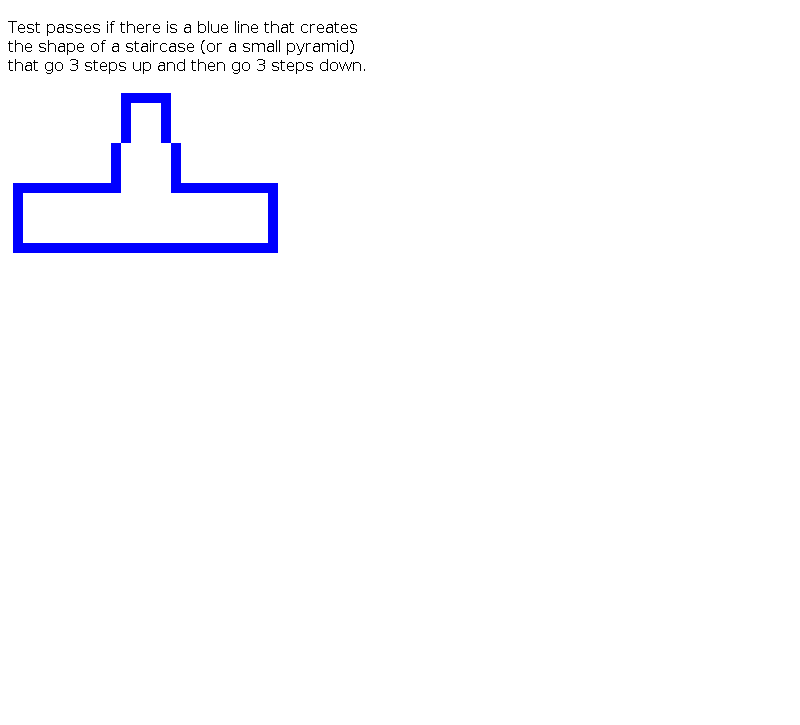 Test passes if there is a blue line that creates
the shape of a staircase (or a small pyramid)
that go 3 steps up and then go 3 steps down.